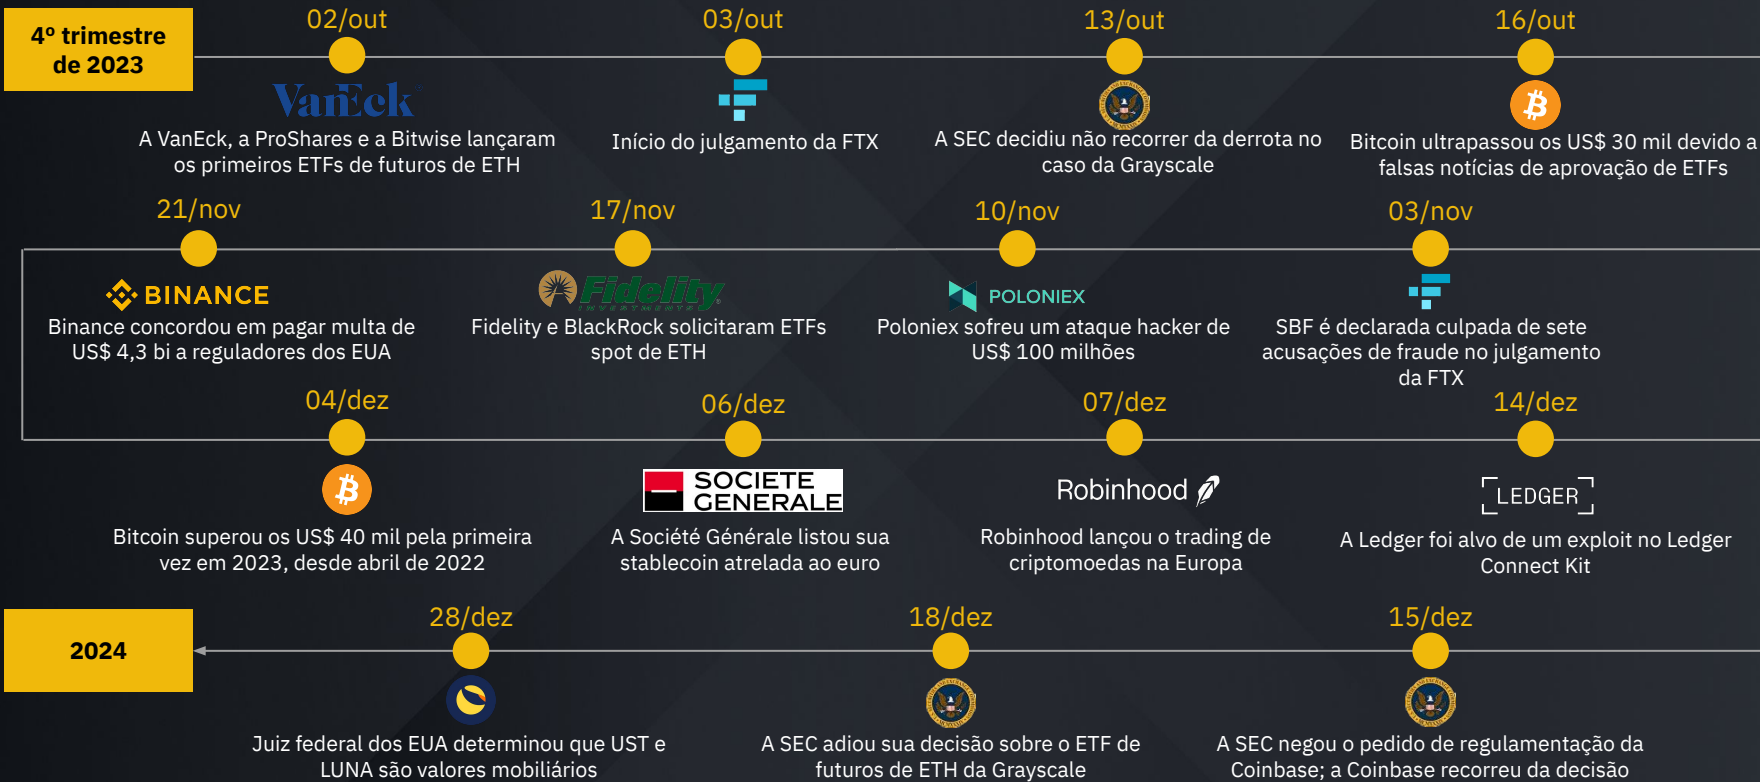 4º trimestre
de 2023
02/out
VanEck
A VanEck, a ProShares e a Bitwise lançaram
os primeiros ETFs de futuros de ETH
03/out
Início do julgamento da FTX
13/out
A SEC decidiu não recorrer da derrota no
caso da Grayscale
16/out
Bitcoin ultrapassou os US$ 30 mil devido a
falsas notícias de aprovação de ETFs
03/nov
SBF é declarada culpada de sete
acusações de fraude no julgamento
da FTX
10/nov
POLONIEX
Poloniex sofreu um ataque hacker de
US$ 100 milhões
17/nov
Fidelity
INVESTMENTS
Fidelity e BlackRock solicitaram ETFs
spot de ETH
21/nov
BINANCE
Binance concordou em pagar multa de
US$ 4,3 bi a reguladores dos EUA
04/dez
Bitcoin superou os US$ 40 mil pela primeira
vez em 2023, desde abril de 2022
06/dez
SOCIETE
GENERALE
A Société Générale listou sua
stablecoin atrelada ao euro
07/dez
Robinhood
Robinhood lançou o trading de
criptomoedas na Europa
14/dez
LEDGER
A Ledger foi alvo de um exploit no Ledger
Connect Kit
15/dez
A SEC negou o pedido de regulamentação da
Coinbase; a Coinbase recorreu da decisão
18/dez
A SEC adiou sua decisão sobre o ETF de
futuros de ETH da Grayscale
28/dez
Juiz federal dos EUA determinou que UST e
LUNA são valores mobiliários
2024